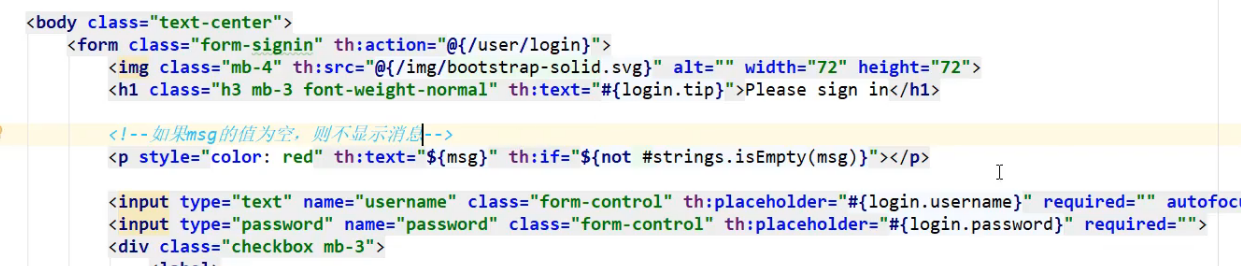 <body class="text-center">
<form class="form-signin" th:action="@{/user/login}">
<img class="mb-4" th:src="@{/img/bootstrap-solid.svg}" alt="" width="72" height="72">
<h1 class="h3 mb-3 font-weight-normal" th:text="#{login.tip}">Please sign in</h1>
<!--如果msg的值为空，则不显示消息-->
<p style="color: red" th:text="${msg}" th:if="${not #strings.isEmpty(msg)}"></p>
<input type="text" name="username" class="form-control" th:placeholder="#{login.username}" required="" autofoc
<input type="password" name="password" class="form-control" th:placeholder="#{login.password}" required="">
<div class="checkbox mb-3">
<label>